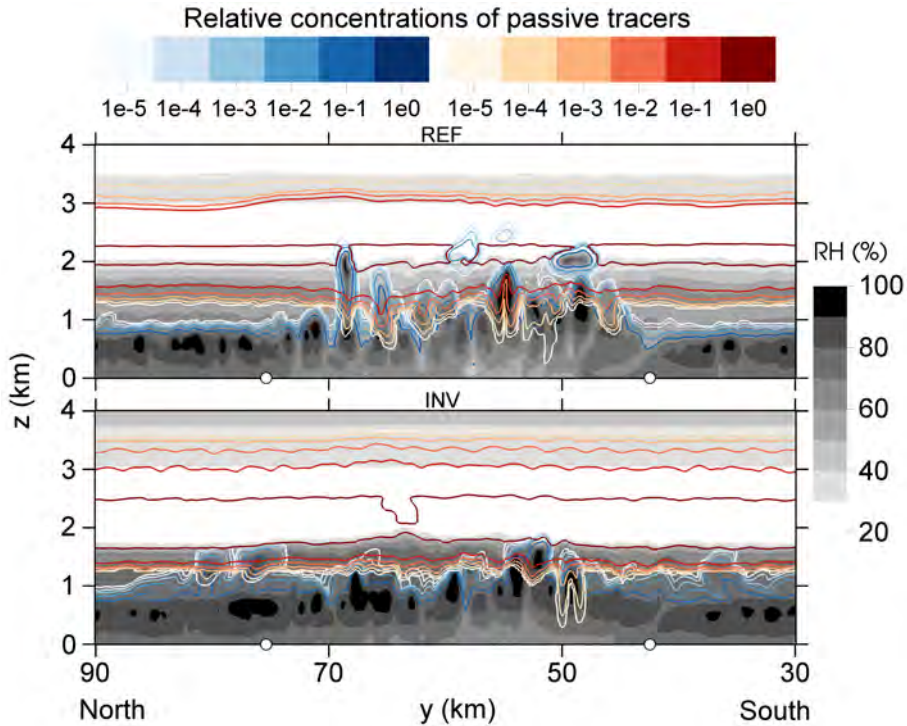 Relative concentrations of passive tracers
1e-5 1e-4 1e-3 1e-2 1e-1 1e0 1e-5 1e-4 1e-3 1e-2 1e-1 1e0
REF
4
3
2
1
0
RH (%)
100
80
60
40
20
z (km)
INV
4
3
2
1
0
90 70 50 30
North y (km) South